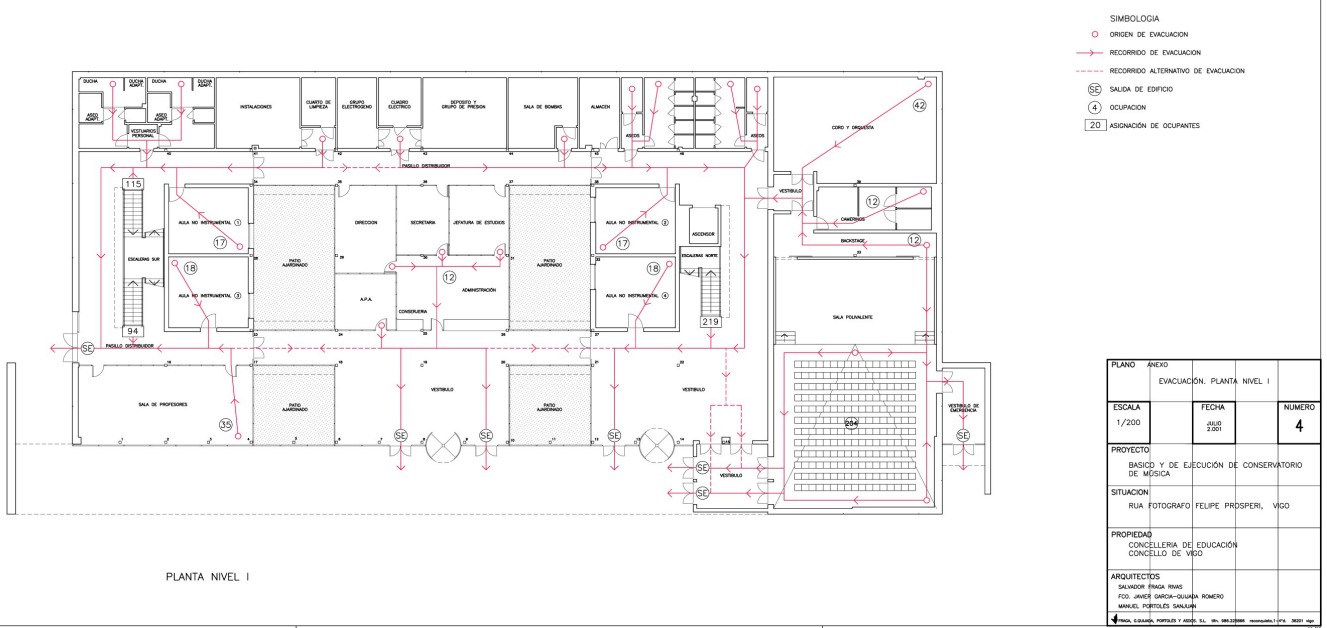 SIMBOLOGIA
ORIGEN DE EVACUACION
RECORRIDO DE EVACUACION
RECORRIDO ALTERNATIVO DE EVACUACION
SE SALIDA DE EDIFICIO
4 OCUPACION
20 ASIGNACIÓN DE OCUPANTES
DUCHA
DUCHA ADAPT.
DUCHA
DUCHA ADAPT.
ASEO ADAPT.
ASEO ADAPT.
VESTUARIOS PERSONAL
INSTALACIONES
CUARTO DE LIMPIEZA
GRUPO ELECTROGENO
CUADRO ELECTRICO
DEPOSITO Y GRUPO DE PRESION
SALA DE BOMBAS
ALMACEN
ASEOS
ASEOS
CORO Y ORQUESTA
42
PASILLO DISTRIBUIDOR
115
VESTIBULO
12
CAMERINOS
AULA NO INSTRUMENTAL 1
17
DIRECCION
SECRETARIA
JEFATURA DE ESTUDIOS
AULA NO INSTRUMENTAL 2
17
ASCENSOR
BACKSTAGE
12
ESCALERAS SUR
PATIO AJARDINADO
PATIO AJARDINADO
ESCALERAS NORTE
18
12
18
AULA NO INSTRUMENTAL 3
A.P.A.
ADMINISTRACIÓN
AULA NO INSTRUMENTAL 4
CONSERJERIA
SALA POLIVALENTE
94
219
SE
PASILLO DISTRIBUIDOR
SALA DE PROFESORES
35
PATIO AJARDINADO
VESTIBULO
PATIO AJARDINADO
VESTIBULO
VESTIBULO DE EMERGENCIA
204
SE
SE
SE
SE
SE
SE
VESTIBULO
PLANTA NIVEL I
PLANO ANEXO
EVACUACIÓN. PLANTA NIVEL I
ESCALA FECHA NUMERO
1/200 JULIO 2.001 4
PROYECTO
BASICO Y DE EJECUCIÓN DE CONSERVATORIO
DE MÚSICA
SITUACION
RUA FOTOGRAFO FELIPE PROSPERI, VIGO
PROPIEDAD
CONCELLERIA DE EDUCACIÓN
CONCELLO DE VIGO
ARQUITECTOS
SALVADOR FRAGA RIVAS
FCO. JAVIER GARCIA-QUIJADA ROMERO
MANUEL PORTOLÉS SANJUAN
FRAGA, G.QUIJADA, PORTOLÉS Y ASOC. S.L.